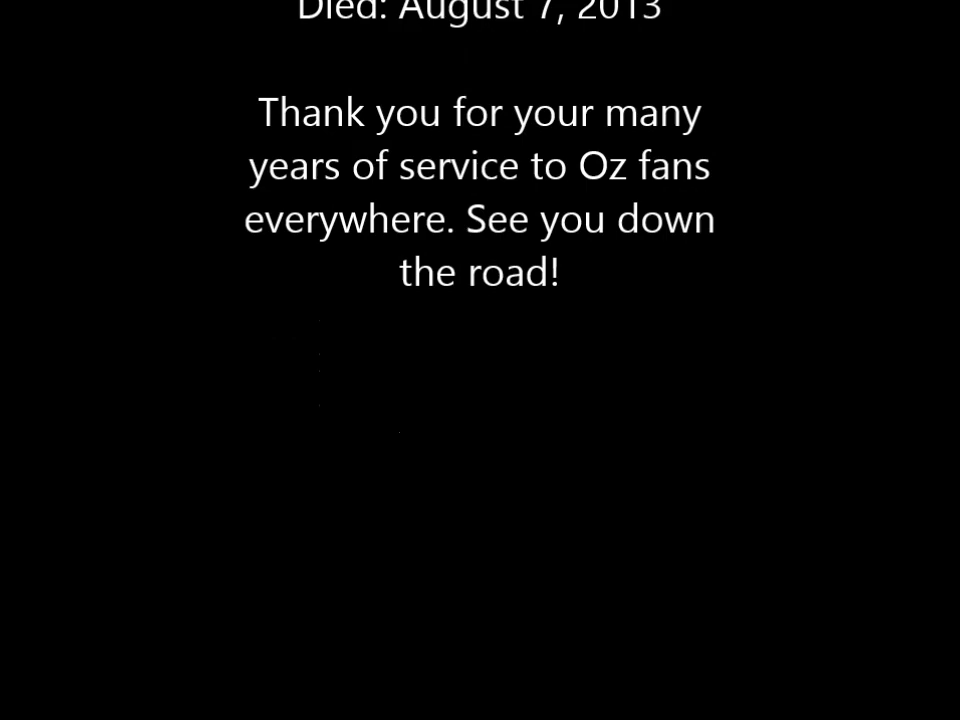 Died: August 7, 2013
Thank you for your many
years of service to Oz fans
everywhere. See you down
the road!